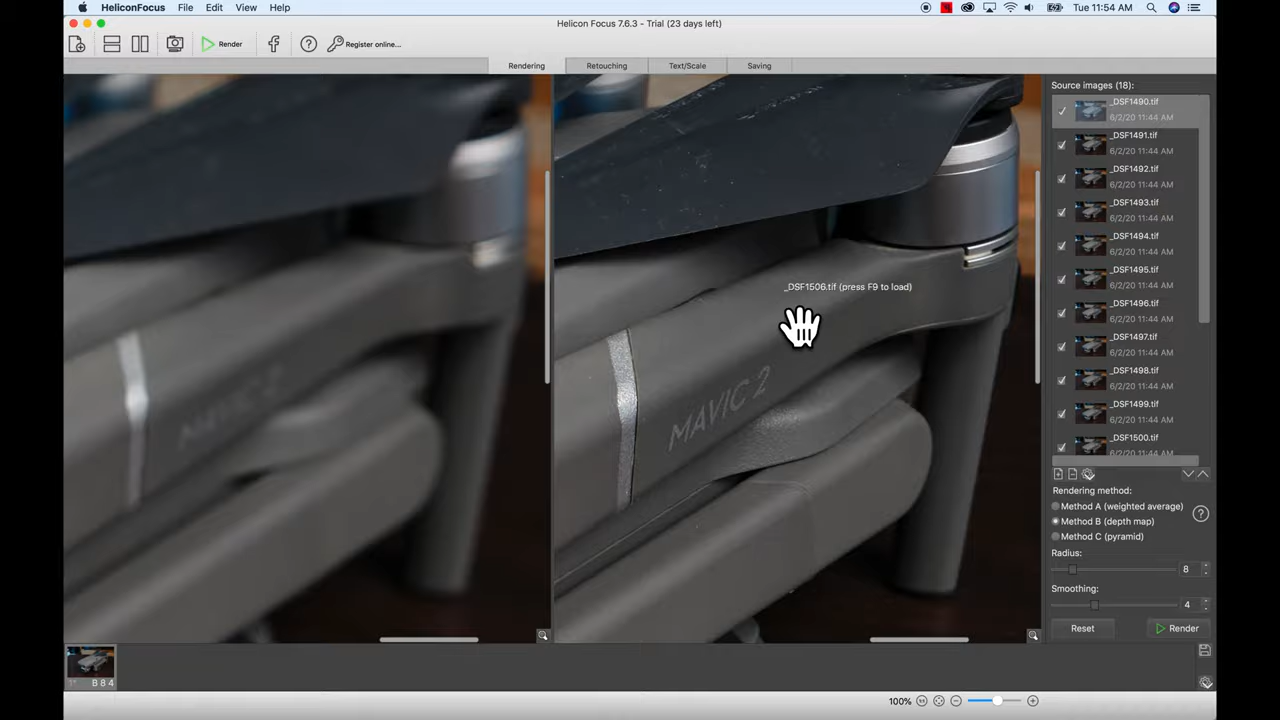 HeliconFocus File Edit View Help
Tue 11:54 AM
Helicon Focus 7.6.3 - Trial (23 days left)
Render
Register online...
Rendering Retouching Text/Scale Saving
Source images (18):
_DSF1490.tif
6/2/20 11:44 AM
_DSF1491.tif
6/2/20 11:44 AM
_DSF1492.tif
6/2/20 11:44 AM
_DSF1493.tif
6/2/20 11:44 AM
_DSF1494.tif
6/2/20 11:44 AM
_DSF1495.tif
6/2/20 11:44 AM
_DSF1496.tif
6/2/20 11:44 AM
_DSF1497.tif
6/2/20 11:44 AM
_DSF1498.tif
6/2/20 11:44 AM
_DSF1499.tif
6/2/20 11:44 AM
_DSF1500.tif
6/2/20 11:44 AM
_DSF1506.tif (press F9 to load)
MAVIC 2
MAVIC 2
Rendering method:
Method A (weighted average)
Method B (depth map)
Method C (pyramid)
Radius:
8
Smoothing:
4
Reset Render
B 8 4
100%